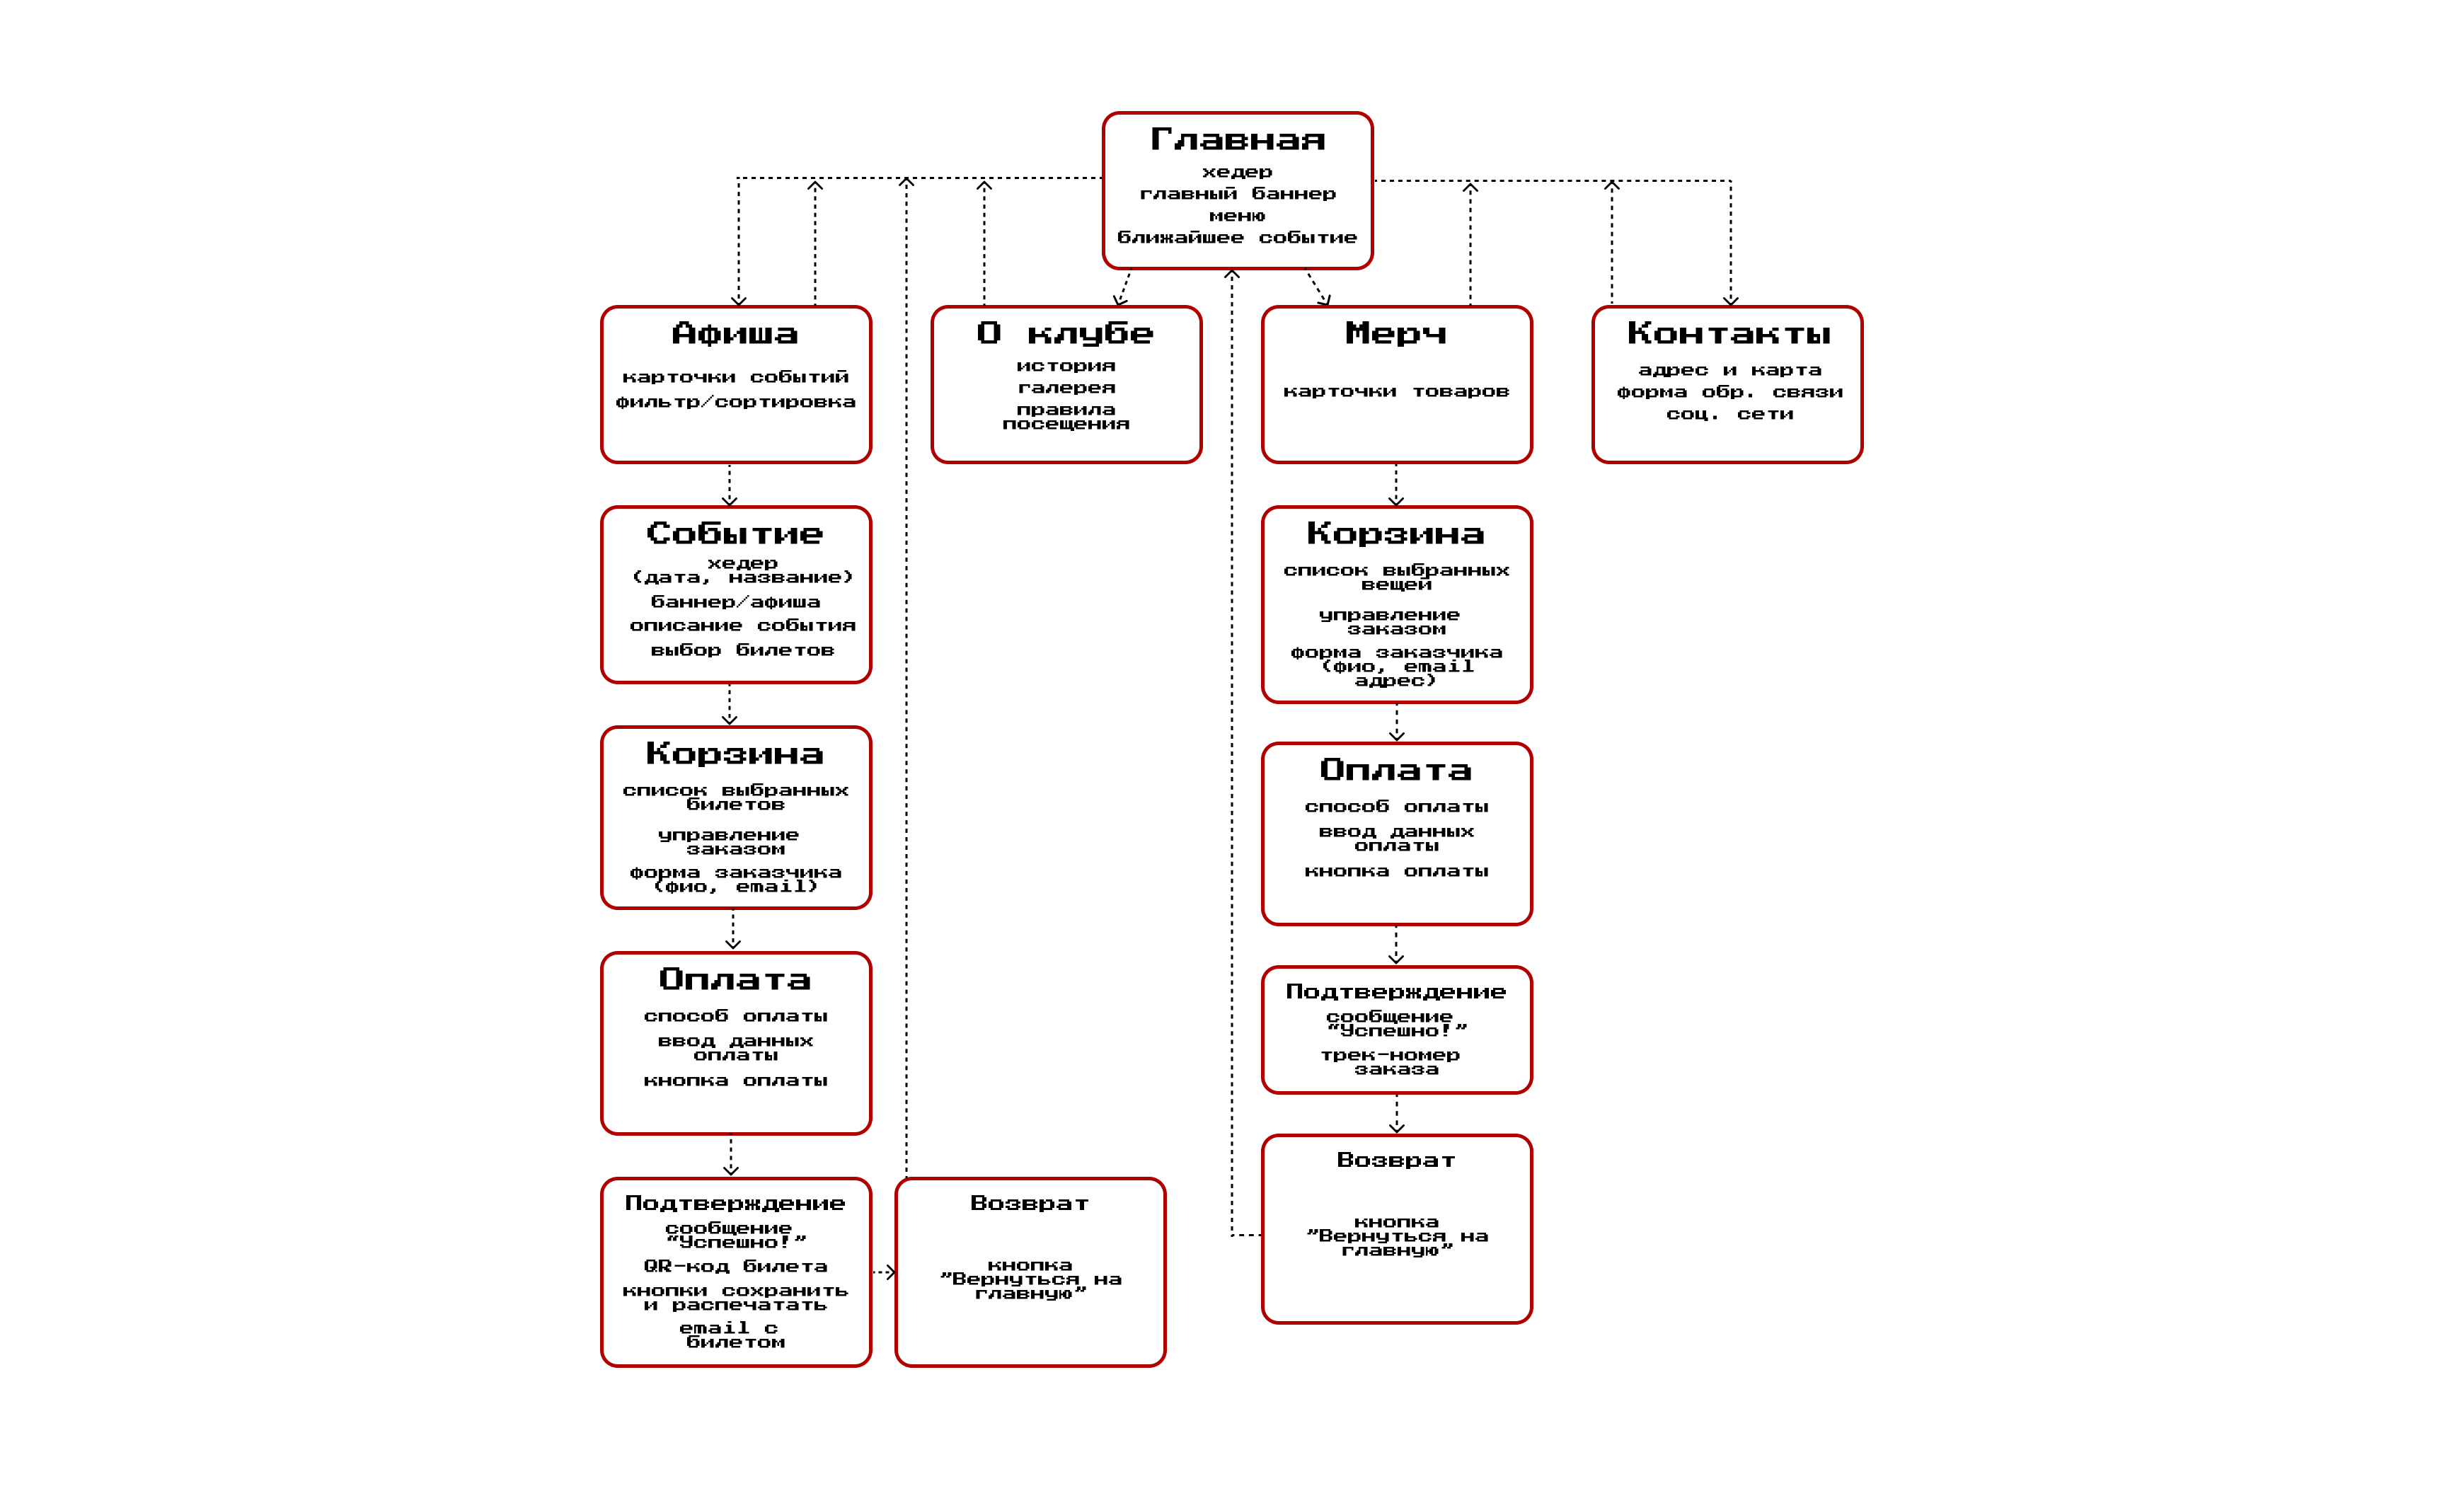 Главная
хедер
главный баннер
меню
ближайшее событие
Афиша
карточки событий
фильтр/сортировка
О клубе
история
галерея
правила
посещения
Мерч
карточки товаров
Контакты
адрес и карта
форма обр. связи
соц. сети
Событие
хедер
(дата, название)
баннер/афиша
описание события
выбор билетов
Корзина
список выбранных
билетов
управление
заказом
форма заказчика
(фио, email)
Оплата
способ оплаты
ввод данных
оплаты
кнопка оплаты
Подтверждение
сообщение
“Успешно!”
QR-код билета
кнопки сохранить
и распечатать
email с
билетом
Возврат
кнопка
”Вернуться на
главную”
Корзина
список выбранных
вещей
управление
заказом
форма заказчика
(фио, email
адрес)
Оплата
способ оплаты
ввод данных
оплаты
кнопка оплаты
Подтверждение
сообщение
“Успешно!”
трек-номер
заказа
Возврат
кнопка
”Вернуться на
главную”